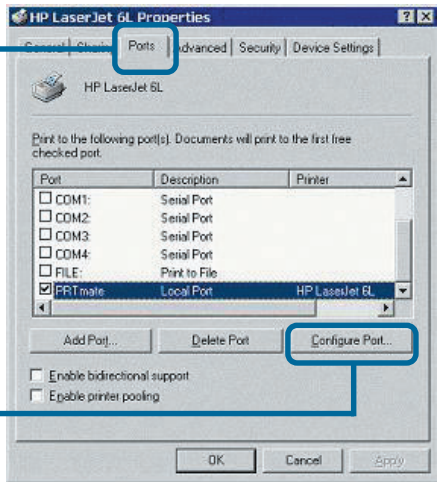 HP LaserJet 6L Properties
General Sharing Ports Advanced Security Device Settings
HP LaserJet 6L
Print to the following port(s). Documents will print to the first free
checked port.
Port Description Printer
COM1: Serial Port
COM2: Serial Port
COM3: Serial Port
COM4: Serial Port
FILE: Print to File
PRTmate Local Port HP LaserJet 6L
Add Port... Delete Port Configure Port...
Enable bidirectional support
Enable printer pooling
OK Cancel Apply